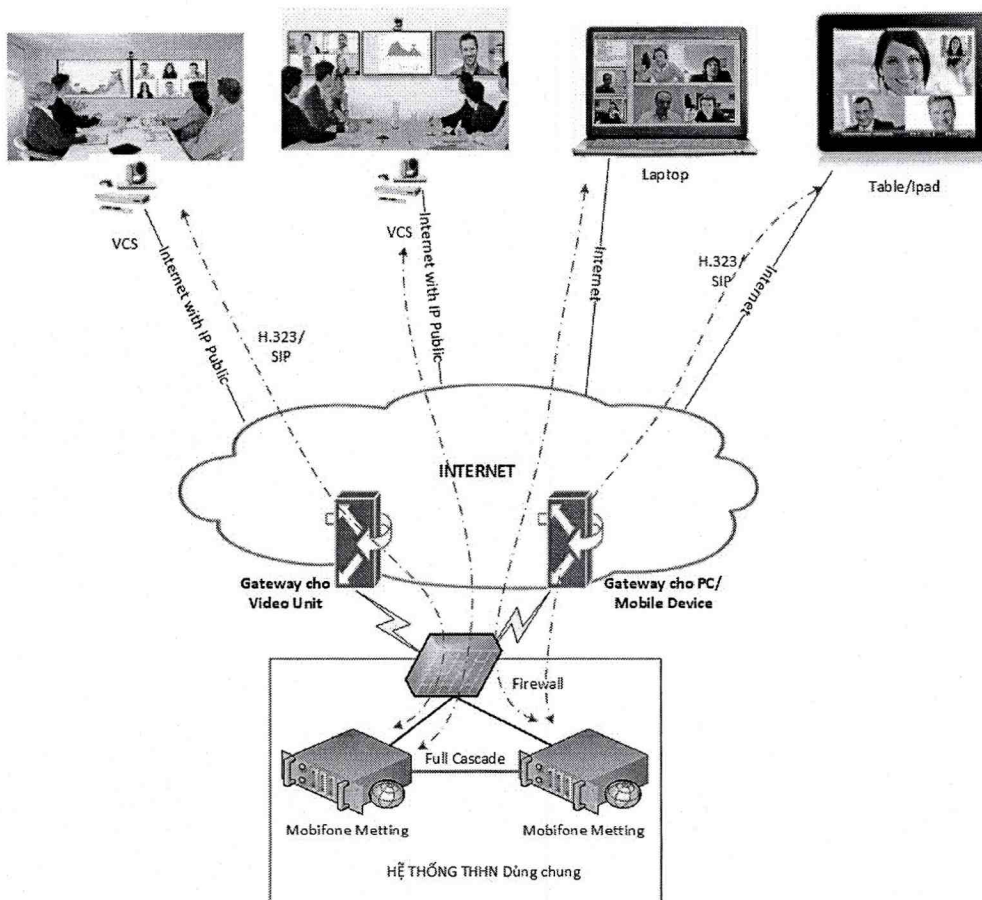 Laptop
Table/Ipad
VCS
VCS
Internet with IP Public
Internet with IP Public
Internet
Internet
H.323/
SIP
H.323/
SIP
INTERNET
Gateway cho
Video Unit
Gateway cho PC/
Mobile Device
Firewall
Full Cascade
Mobifone Metting
Mobifone Metting
HỆ THỐNG THHN Dùng chung